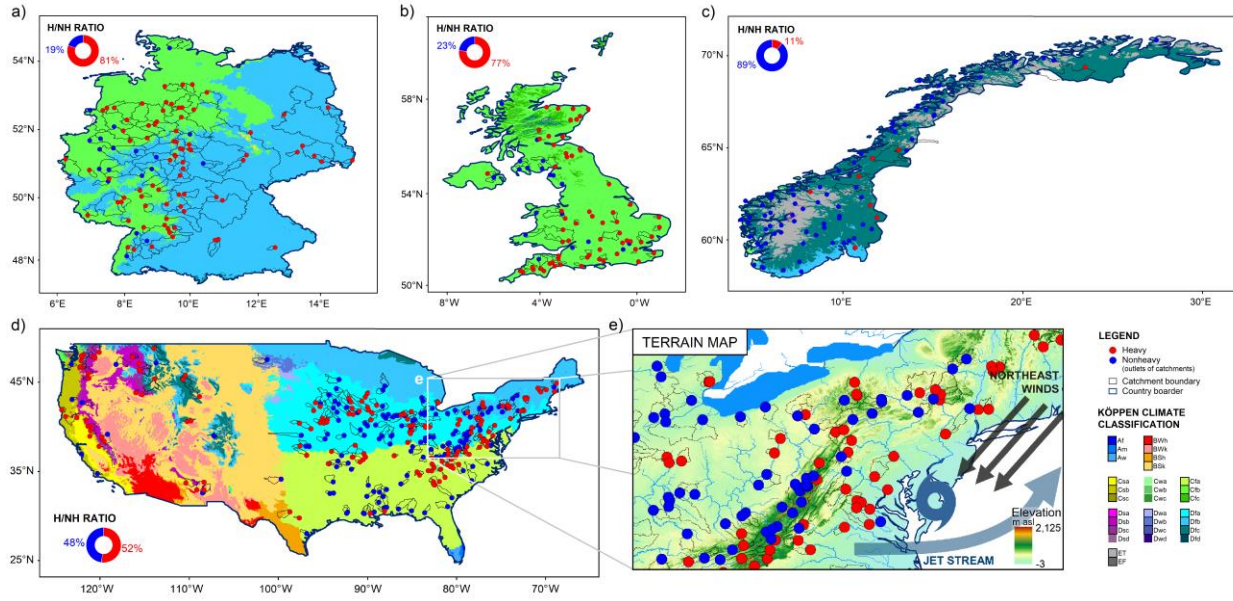 a)
H/NH RATIO
19%
81%
54°N
52°N
50°N
48°N
6°E
8°E
10°E
12°E
14°E
b)
H/NH RATIO
23%
77%
58°N
54°N
50°N
8°W
4°W
0°W
c)
H/NH RATIO
11%
89%
70°N
65°N
60°N
10°E
20°E
30°E
d)
45°N
35°N
25°N
H/NH RATIO
48%
52%
e
120°W
110°W
100°W
90°W
80°W
70°W
e)
TERRAIN MAP
NORTHEAST
WINDS
Elevation
m asl
2,125
-3
JET STREAM
LEGEND
Heavy
Nonheavy
(outlets of catchments)
Catchment boundary
Country boarder
KÖPPEN CLIMATE
CLASSIFICATION
Af
Am
Aw
BWh
BWk
BSh
BSk
Csa
Csb
Csc
Cwa
Cwb
Cwc
Cfa
Cfb
Cfc
Dsa
Dsb
Dsc
Dsd
Dwa
Dwb
Dwc
Dwd
Dfa
Dfb
Dfc
Dfd
ET
EF